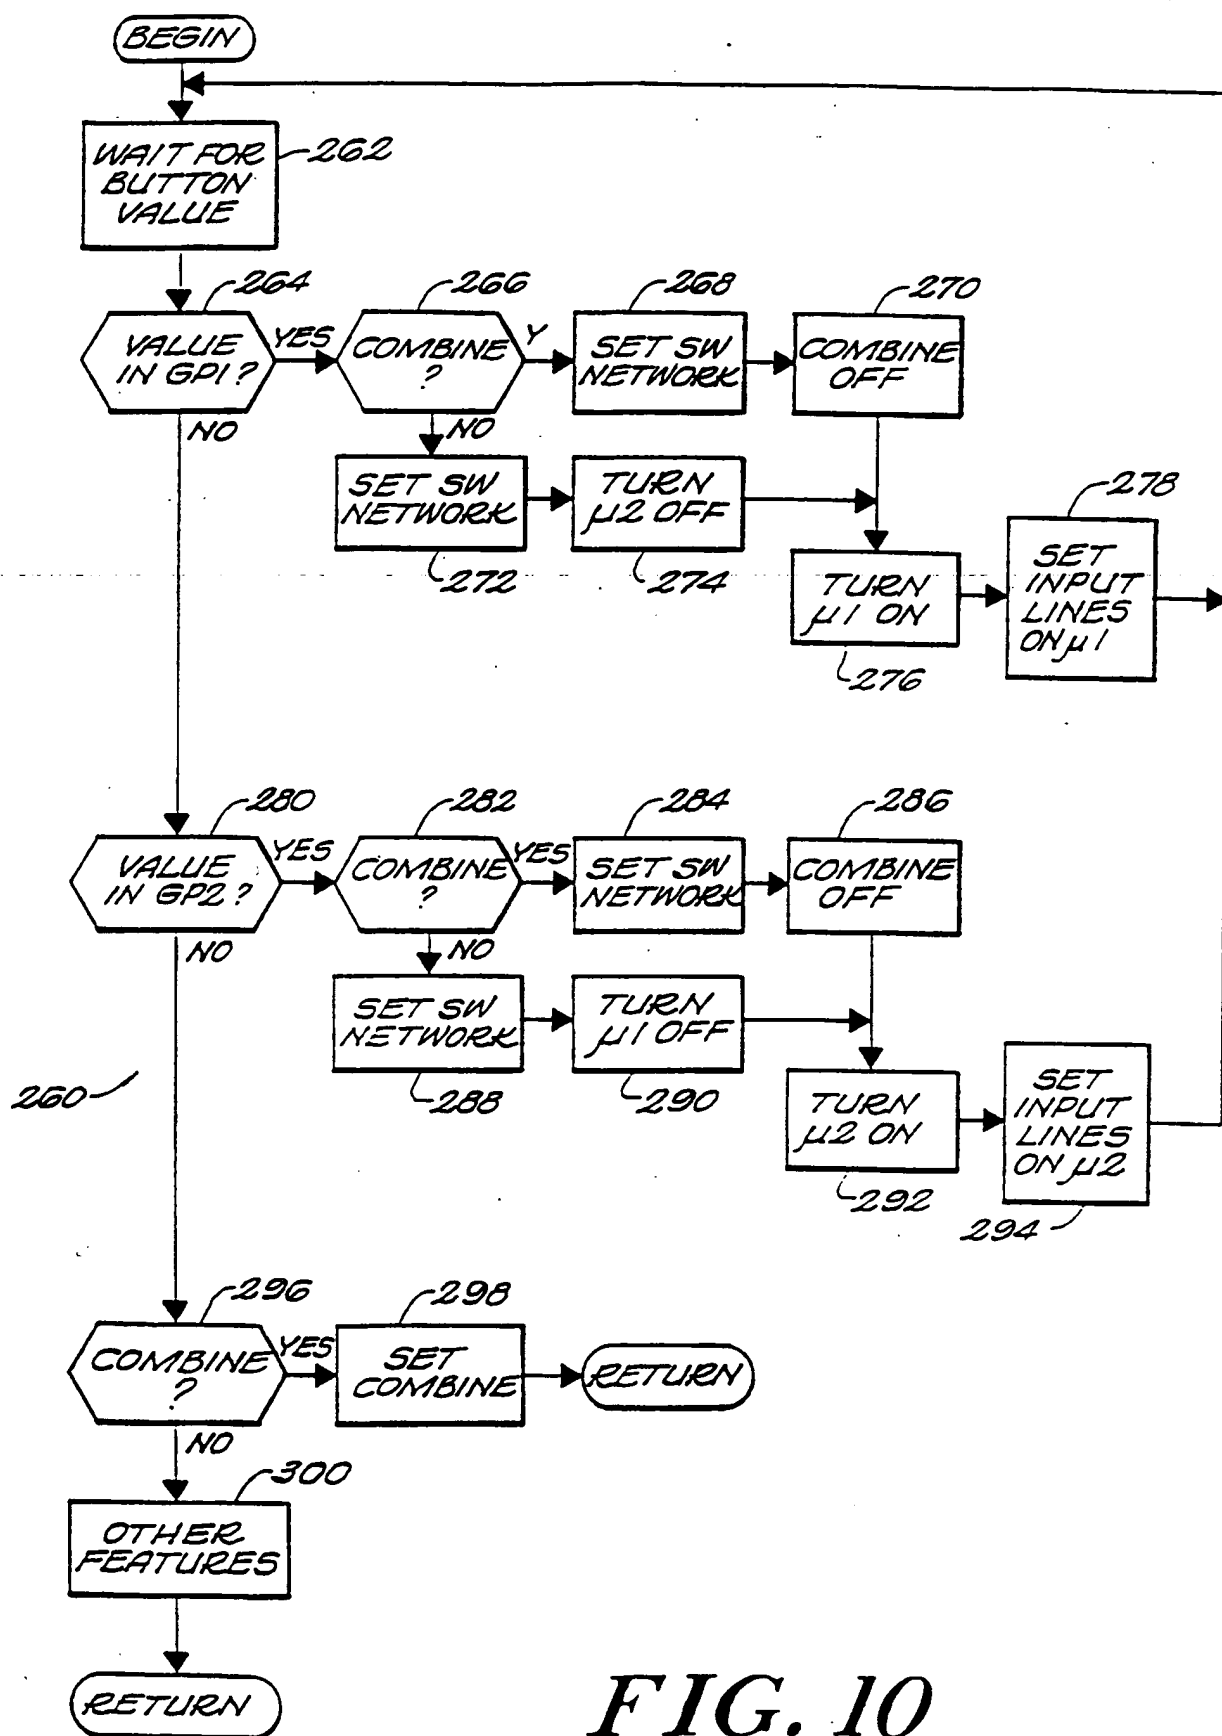 BEGIN
WAIT FOR
BUTTON
VALUE
262
264
VALUE
IN GP1?
YES
NO
266
COMBINE
?
Y
NO
268
SET SW
NETWORK
270
COMBINE
OFF
SET SW
NETWORK
272
TURN
μ2 OFF
274
TURN
μ1 ON
276
278
SET
INPUT
LINES
ON μ1
280
VALUE
IN GP2?
YES
NO
282
COMBINE
?
YES
NO
284
SET SW
NETWORK
286
COMBINE
OFF
SET SW
NETWORK
288
TURN
μ1 OFF
290
TURN
μ2 ON
292
SET
INPUT
LINES
ON μ2
294
260
296
COMBINE
?
YES
NO
298
SET
COMBINE
RETURN
300
OTHER
FEATURES
RETURN
FIG. 10